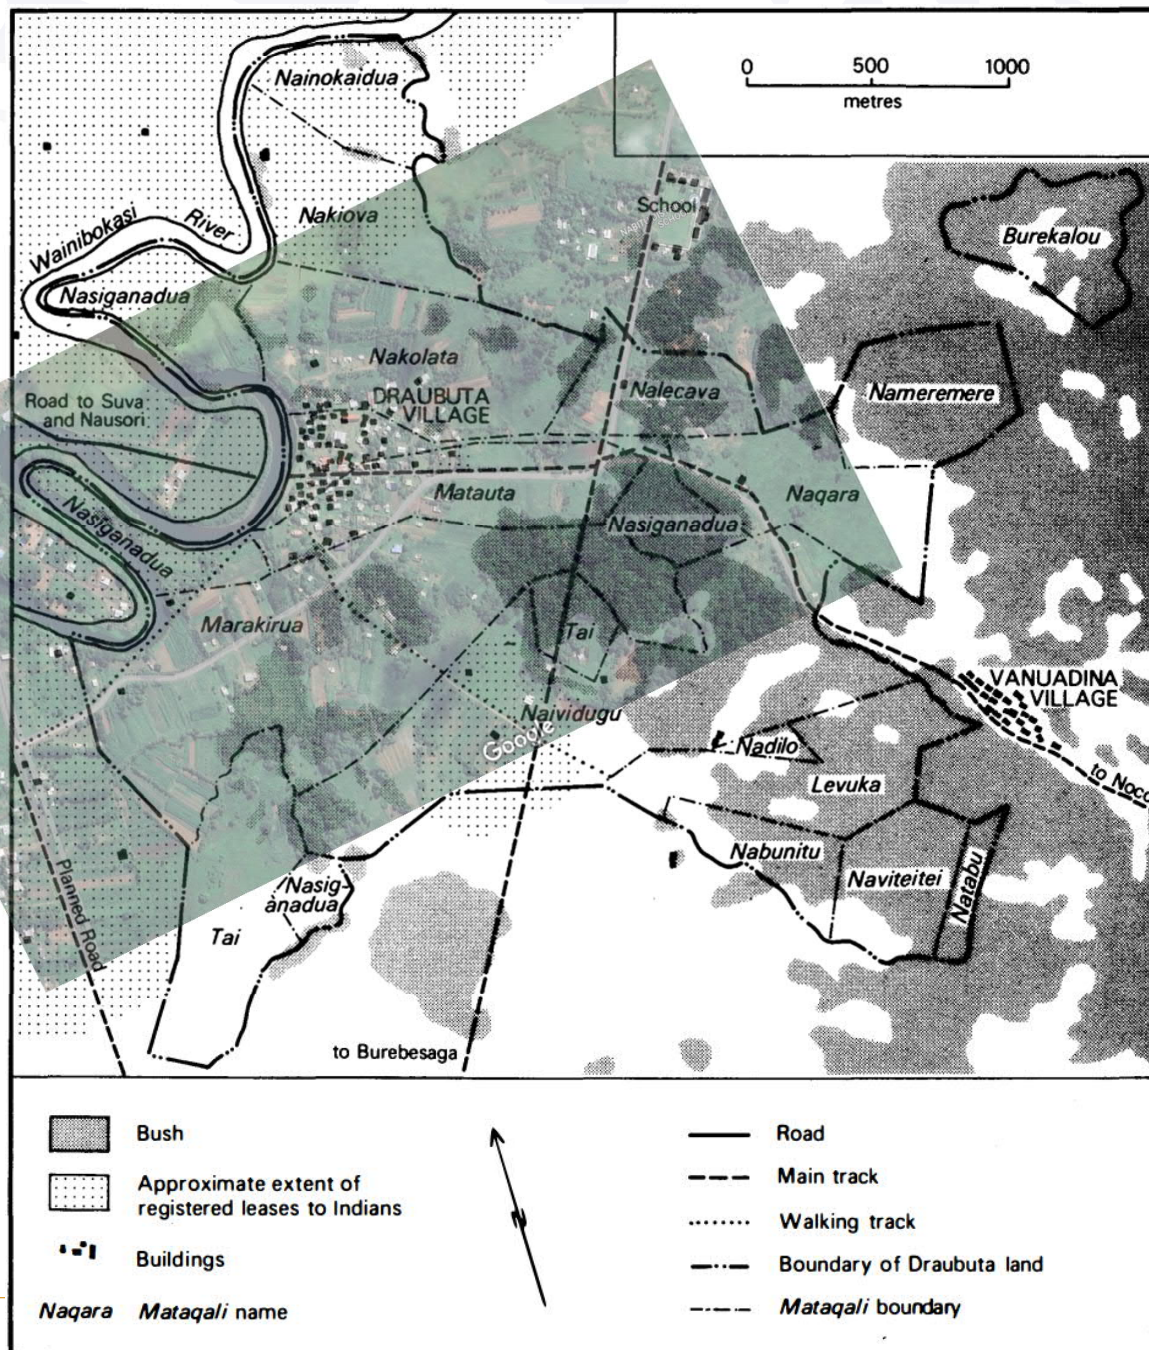 0 500 1000
metres
Nainokaidua
Nakiova
Wainibokasi River
Nasiganadua
School
Burekalou
Nakolata
DRAUBUTA
VILLAGE
Nalecava
Nameremere
Road to Suva
and Nausori
Matauta
Naqara
Nasiganadua
Nasiganadua
Marakirua
Tai
Naividugu
Google
VANUADINA
VILLAGE
Nadilo
Levuka
to Noco
Nabunitu
Naviteitei
Natabu
Planned Road
Nasig-
anadua
Tai
to Burebesaga
Bush
Approximate extent of
registered leases to Indians
Buildings
Naqara Mataqali name
Road
Main track
Walking track
Boundary of Draubuta land
Mataqali boundary